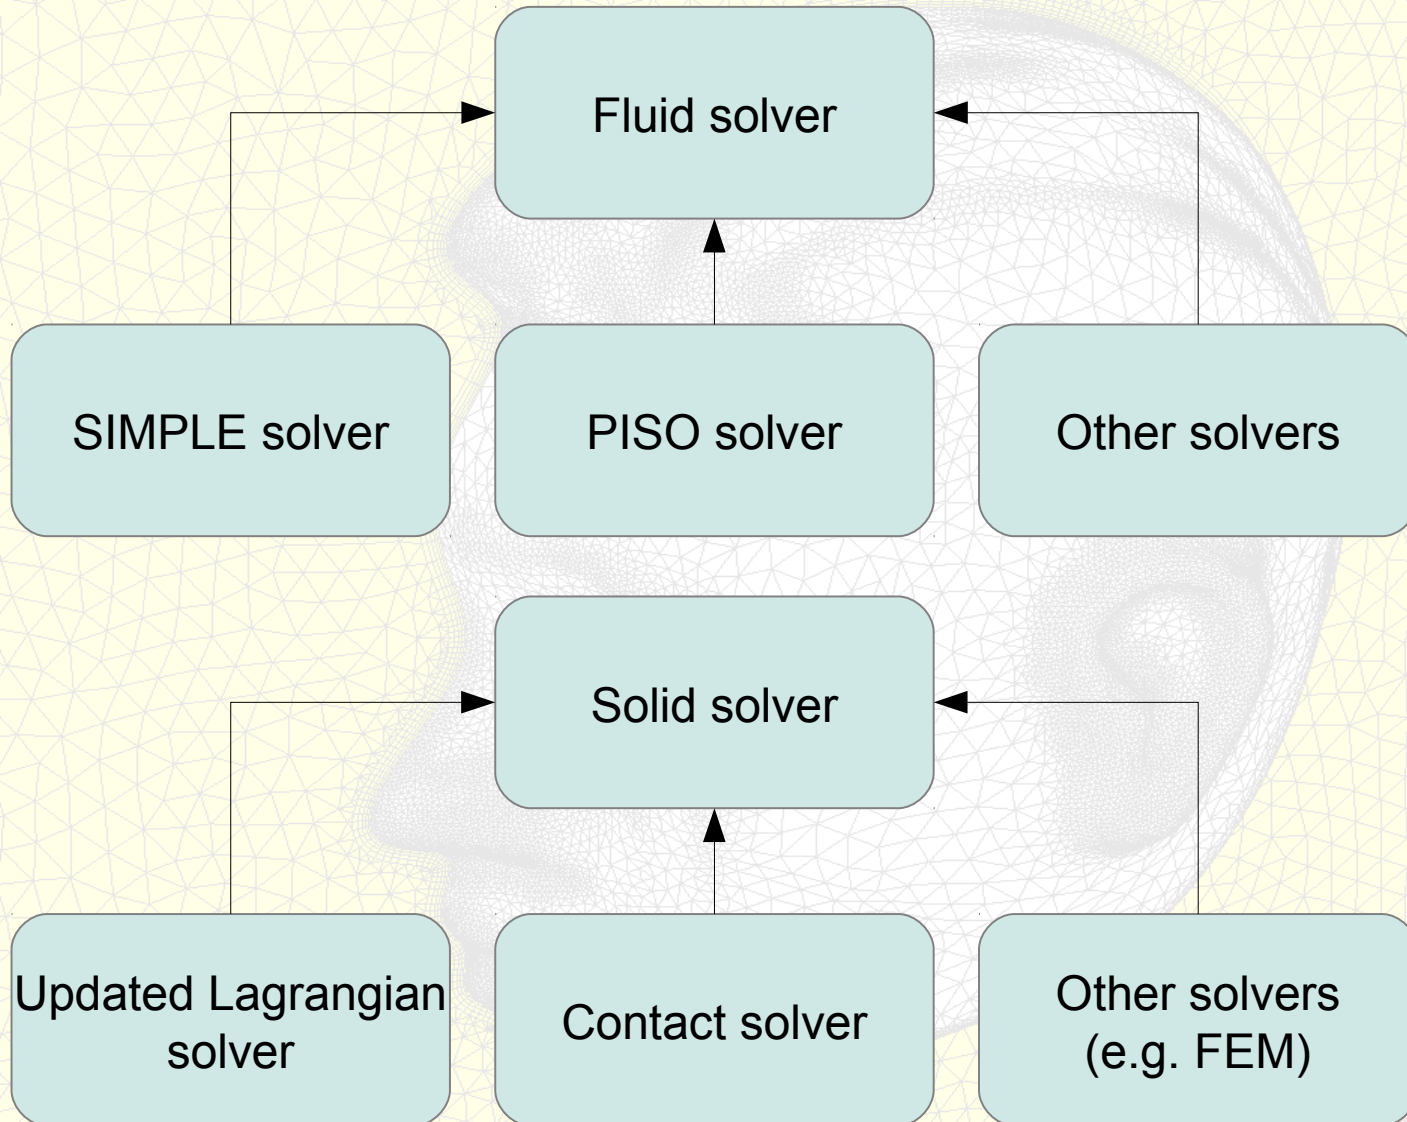 Fluid solver
SIMPLE solver
PISO solver
Other solvers
Solid solver
Updated Lagrangian
solver
Contact solver
Other solvers
(e.g. FEM)